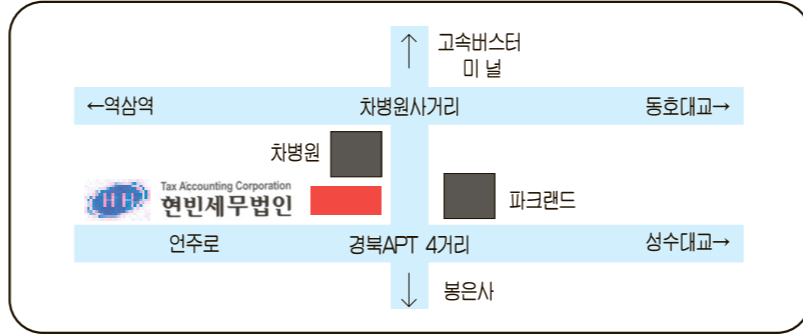 고속버스터
미 널
←역삼역
차병원사거리
동호대교→
차병원
HH
Tax Accounting Corporation
현빈세무법인
파크랜드
언주로
경북APT 4거리
성수대교→
봉은사